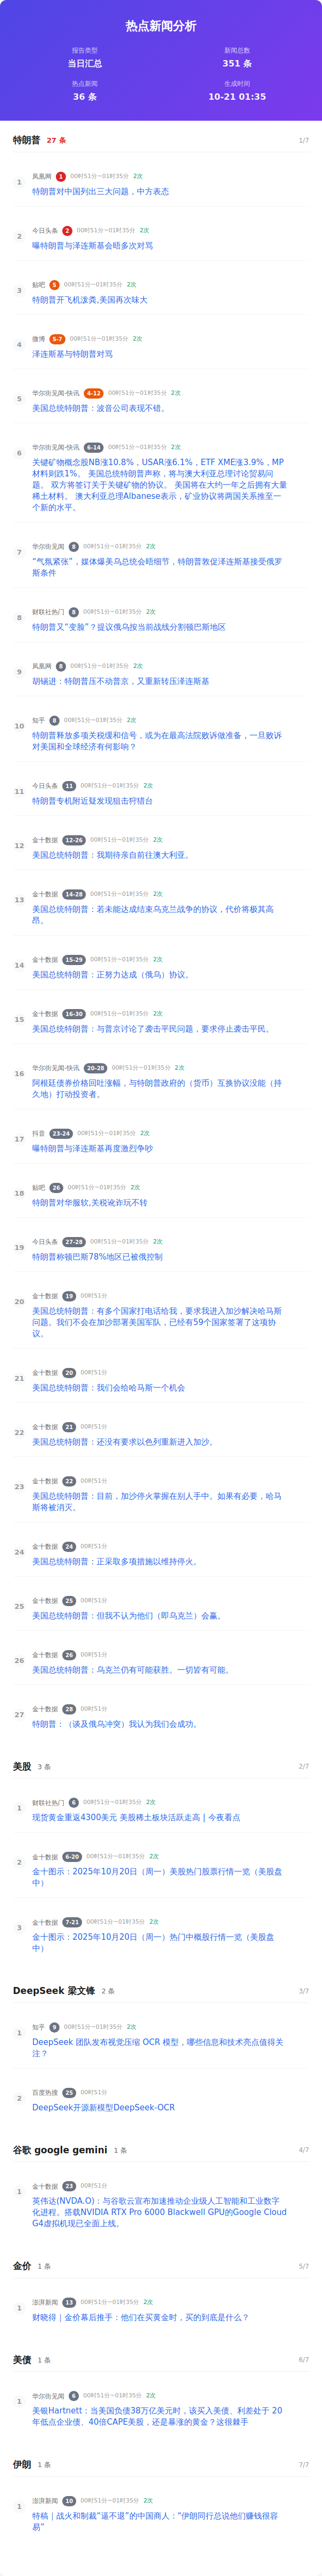 热点新闻分析
报告类型
新闻总数
当日汇总
351 条
热点新闻
生成时间
36 条
10-21 01:35
特朗普 27 条 1/7
1 凤凰网 1 00时51分~01时35分 2次
特朗普对中国列出三大问题，中方表态
2 今日头条 2 00时51分~01时35分 2次
曝特朗普与泽连斯基会晤多次对骂
3 贴吧 5 00时51分~01时35分 2次
特朗普开飞机泼粪,美国再次味大
4 微博 5-7 00时51分~01时35分 2次
泽连斯基与特朗普对骂
5 华尔街见闻-快讯 4-12 00时51分~01时35分 2次
美国总统特朗普：波音公司表现不错。
6 华尔街见闻-快讯 6-14 00时51分~01时35分 2次
关键矿物概念股NB涨10.8%，USAR涨6.1%，ETF XME涨3.9%，MP
材料则跌1%。 美国总统特朗普声称，将与澳大利亚总理讨论贸易问
题。 双方将签订关于关键矿物的协议。 美国将在大约一年之后拥有大量
稀土材料。 澳大利亚总理Albanese表示，矿业协议将两国关系推至一
个新的水平。
7 华尔街见闻 8 00时51分~01时35分 2次
“气氛紧张”，媒体爆美乌总统会晤细节，特朗普敦促泽连斯基接受俄罗
斯条件
8 财联社热门 8 00时51分~01时35分 2次
特朗普又“变脸”？提议俄乌按当前战线分割顿巴斯地区
9 凤凰网 8 00时51分~01时35分 2次
胡锡进：特朗普压不动普京，又重新转压泽连斯基
10 知乎 8 00时51分~01时35分 2次
特朗普释放多项关税缓和信号，或为在最高法院败诉做准备，一旦败诉
对美国和全球经济有何影响？
11 今日头条 11 00时51分~01时35分 2次
特朗普专机附近疑发现狙击狩猎台
12 金十数据 12-26 00时51分~01时35分 2次
美国总统特朗普：我期待亲自前往澳大利亚。
13 金十数据 14-28 00时51分~01时35分 2次
美国总统特朗普：若未能达成结束乌克兰战争的协议，代价将极其高
昂。
14 金十数据 15-29 00时51分~01时35分 2次
美国总统特朗普：正努力达成（俄乌）协议。
15 金十数据 16-30 00时51分~01时35分 2次
美国总统特朗普：与普京讨论了袭击平民问题，要求停止袭击平民。
16 华尔街见闻-快讯 20-28 00时51分~01时35分 2次
阿根廷债券价格回吐涨幅，与特朗普政府的（货币）互换协议没能（持
久地）打动投资者。
17 抖音 23-24 00时51分~01时35分 2次
曝特朗普与泽连斯基再度激烈争吵
18 贴吧 26 00时51分~01时35分 2次
特朗普对华服软,关税讹诈玩不转
19 今日头条 27-28 00时51分~01时35分 2次
特朗普称顿巴斯78%地区已被俄控制
20 金十数据 19 00时51分
美国总统特朗普：有多个国家打电话给我，要求我进入加沙解决哈马斯
问题。我们不会在加沙部署美国军队，已经有59个国家签署了这项协
议。
21 金十数据 20 00时51分
美国总统特朗普：我们会给哈马斯一个机会
22 金十数据 21 00时51分
美国总统特朗普：还没有要求以色列重新进入加沙。
23 金十数据 22 00时51分
美国总统特朗普：目前，加沙停火掌握在别人手中。如果有必要，哈马
斯将被消灭。
24 金十数据 24 00时51分
美国总统特朗普：正采取多项措施以维持停火。
25 金十数据 25 00时51分
美国总统特朗普：但我不认为他们（即乌克兰）会赢。
26 金十数据 26 00时51分
美国总统特朗普：乌克兰仍有可能获胜。一切皆有可能。
27 金十数据 28 00时51分
特朗普：（谈及俄乌冲突）我认为我们会成功。
美股 3 条 2/7
1 财联社热门 6 00时51分~01时35分 2次
现货黄金重返4300美元 美股稀土板块活跃走高 | 今夜看点
2 金十数据 6-20 00时51分~01时35分 2次
金十图示：2025年10月20日（周一）美股热门股票行情一览（美股盘
中）
3 金十数据 7-21 00时51分~01时35分 2次
金十图示：2025年10月20日（周一）热门中概股行情一览（美股盘
中）
DeepSeek 梁文锋 2 条 3/7
1 知乎 9 00时51分~01时35分 2次
DeepSeek 团队发布视觉压缩 OCR 模型，哪些信息和技术亮点值得关
注？
2 百度热搜 25 00时51分
DeepSeek开源新模型DeepSeek-OCR
谷歌 google gemini 1 条 4/7
1 金十数据 23 00时51分
英伟达(NVDA.O)：与谷歌云宣布加速推动企业级人工智能和工业数字
化进程。搭载NVIDIA RTX Pro 6000 Blackwell GPU的Google Cloud
G4虚拟机现已全面上线。
金价 1 条 5/7
1 澎湃新闻 13 00时51分~01时35分 2次
财晓得｜金价幕后推手：他们在买黄金时，买的到底是什么？
美债 1 条 6/7
1 华尔街见闻 6 00时51分~01时35分 2次
美银Hartnett：当美国负债38万亿美元时，该买入美债、利差处于 20
年低点企业债、40倍CAPE美股，还是暴涨的黄金？这很棘手
伊朗 1 条 7/7
1 澎湃新闻 10 00时51分~01时35分 2次
特稿｜战火和制裁“逼不退”的中国商人：“伊朗同行总说他们赚钱很容
易”